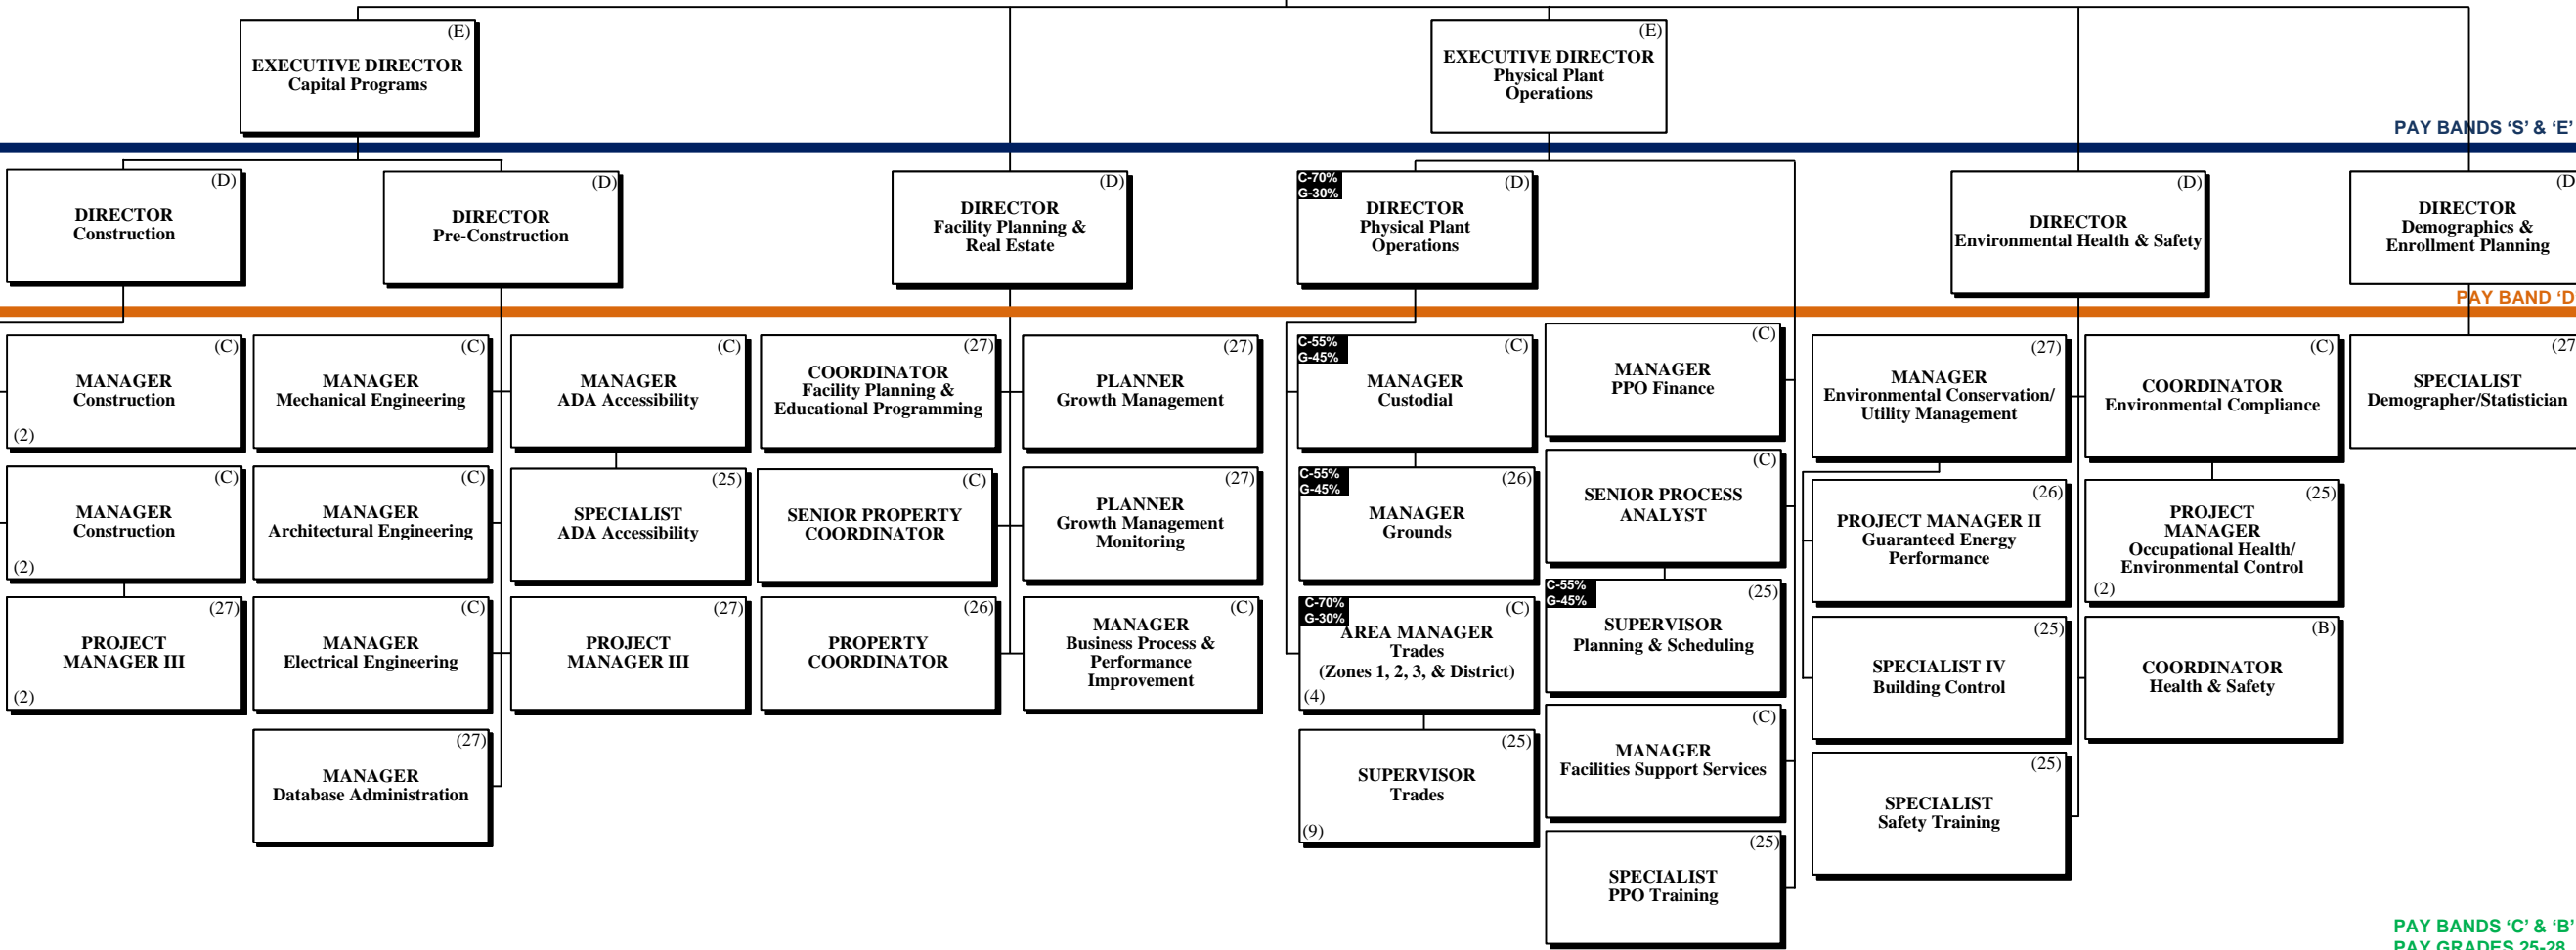 (E)
EXECUTIVE DIRECTOR
Capital Programs
(E)
EXECUTIVE DIRECTOR
Physical Plant
Operations
PAY BANDS ‘S’ & ‘E’
(D)
DIRECTOR
Construction
(D)
DIRECTOR
Pre-Construction
(D)
DIRECTOR
Facility Planning &
Real Estate
C-70%
G-30%
(D)
DIRECTOR
Physical Plant
Operations
(D)
DIRECTOR
Environmental Health & Safety
(D
DIRECTOR
Demographics &
Enrollment Planning
PAY BAND ‘D
(C)
MANAGER
Construction
(2)
(C)
MANAGER
Mechanical Engineering
(C)
MANAGER
ADA Accessibility
(27)
COORDINATOR
Facility Planning &
Educational Programming
(27)
PLANNER
Growth Management
C-55%
G-45%
(C)
MANAGER
Custodial
(C)
MANAGER
PPO Finance
(27)
MANAGER
Environmental Conservation/
Utility Management
(C)
COORDINATOR
Environmental Compliance
(27
SPECIALIST
Demographer/Statistician
(C)
MANAGER
Construction
(2)
(C)
MANAGER
Architectural Engineering
(25)
SPECIALIST
ADA Accessibility
(C)
SENIOR PROPERTY
COORDINATOR
(27)
PLANNER
Growth Management
Monitoring
C-55%
G-45%
(26)
MANAGER
Grounds
(C)
SENIOR PROCESS
ANALYST
(26)
PROJECT MANAGER II
Guaranteed Energy
Performance
(25)
PROJECT
MANAGER
Occupational Health/
Environmental Control
(2)
(27)
PROJECT
MANAGER III
(2)
(C)
MANAGER
Electrical Engineering
(27)
PROJECT
MANAGER III
(26)
PROPERTY
COORDINATOR
(C)
MANAGER
Business Process &
Performance
Improvement
C-70%
G-30%
(C)
AREA MANAGER
Trades
(Zones 1, 2, 3, & District)
(4)
C-55%
G-45%
(25)
SUPERVISOR
Planning & Scheduling
(25)
SPECIALIST IV
Building Control
(B)
COORDINATOR
Health & Safety
(27)
MANAGER
Database Administration
(25)
SUPERVISOR
Trades
(9)
(C)
MANAGER
Facilities Support Services
(25)
SPECIALIST
Safety Training
(25)
SPECIALIST
PPO Training
PAY BANDS ‘C’ & ‘B’
PAY GRADES 25-28